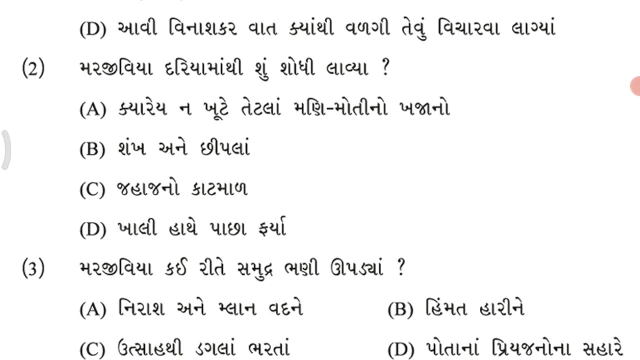 (D) આવી વિનાશકર વાત ક્યાંથી વળગી તેવું વિચારવા લાગ્યાં
(2) મરજીવિયા દરિયામાંથી શું શોધી લાવ્યા ?
(A) ક્યારેય ન ખૂટે તેટલાં મણિ-મોતીનો ખજાનો
(B) શંખ અને છીપલાં
(C) જહાજનો કાટમાળ
(D) ખાલી હાથે પાછા ફર્યા
(3) મરજીવિયા કઈ રીતે સમુદ્ર ભણી ઊપડ્યાં ?
(A) નિરાશ અને મ્લાન વદને (B) હિંમત હારીને
(C) ઉત્સાહથી ડગલાં ભરતાં (D) પોતાનાં પ્રિયજનોના સહારે